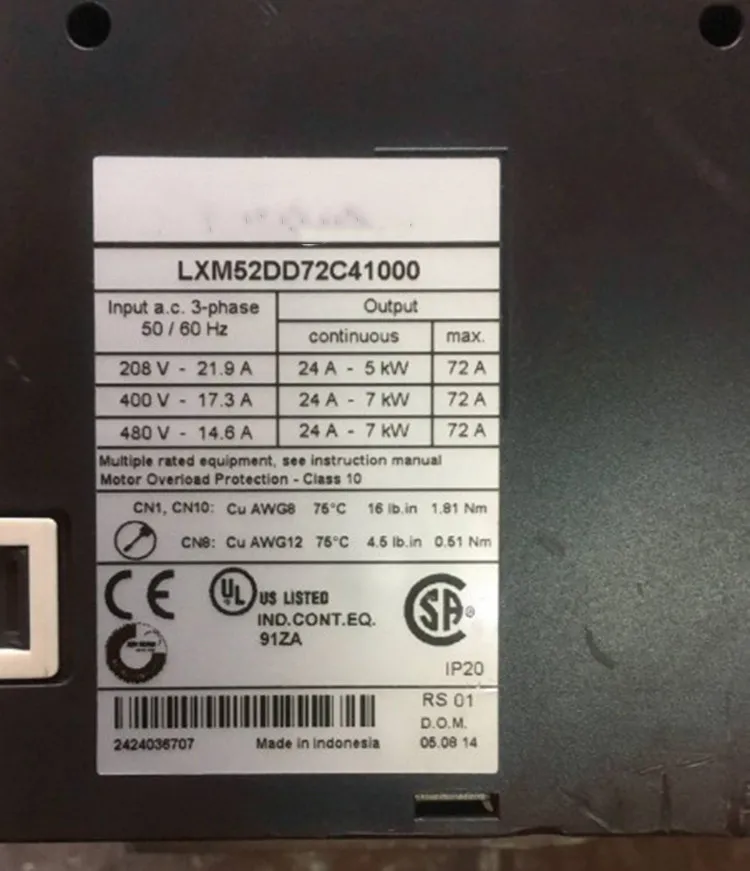 LXM52DD72C41000
Input a.c. 3-phase
50 / 60 Hz
Output
continuous
max.
208 V - 21.9 A
24 A - 5 kW
72 A
400 V - 17.3 A
24 A - 7 kW
72 A
480 V - 14.6 A
24 A - 7 kW
72 A
Multiple rated equipment, see instruction manual
Motor Overload Protection - Class 10
CN1, CN10: Cu AWG8 75°C 16 lb.in 1.81 Nm
CN8: Cu AWG12 75°C 4.5 lb.in 0.51 Nm
CE
UL US LISTED
IND.CONT.EQ.
91ZA
SA®
IP20
RS 01
D.O.M.
2424036707
Made in Indonesia
05.08 14